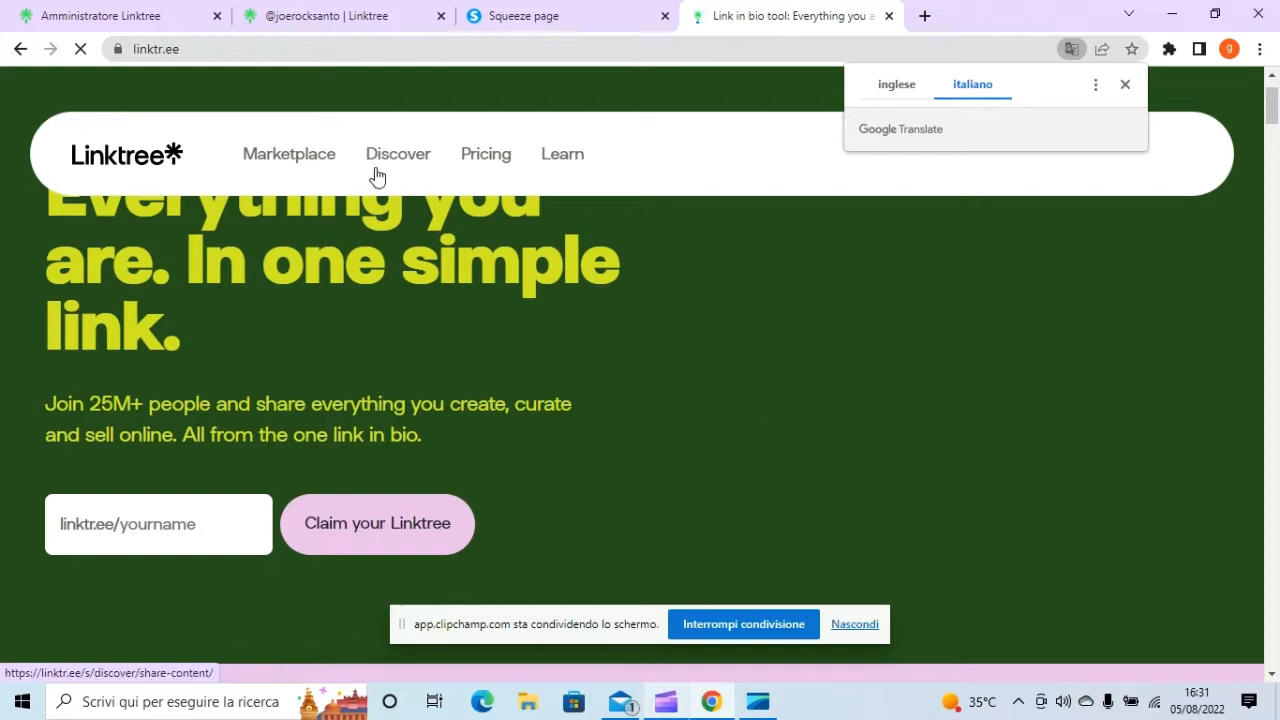 Amministratore Linktree
@joerocksanto | Linktree
Squeeze page
Link in bio tool: Everything you a
linktr.ee
g
inglese
italiano
Google Translate
Linktree
Marketplace
Discover
Pricing
Learn
Everything you
are. In one simple
link.
Join 25M+ people and share everything you create, curate
and sell online. All from the one link in bio.
linktr.ee/yourname
Claim your Linktree
app.clipchamp.com sta condividendo lo schermo.
Interrompi condivisione
Nascondi
https://linktr.ee/s/discover/share-content/
Scrivi qui per eseguire la ricerca
1
35°C
16:31
05/08/2022